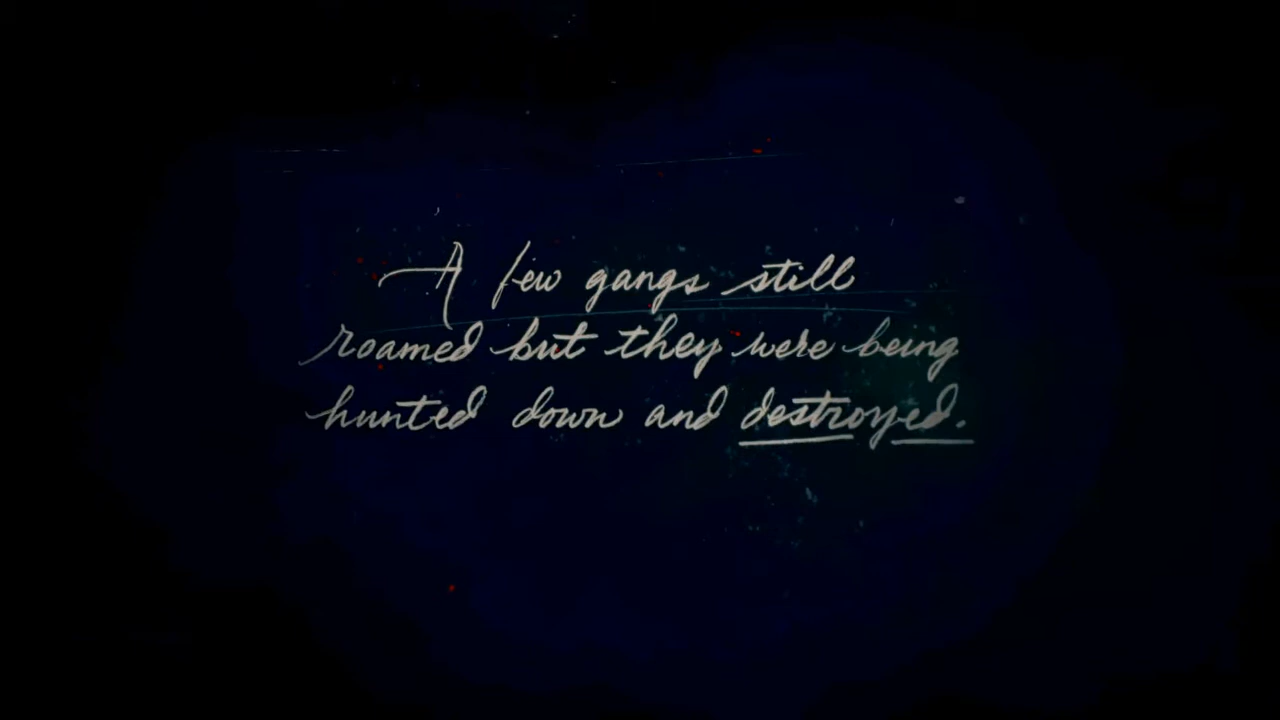 A few gangs still
roamed but they were being
hunted down and destroyed.